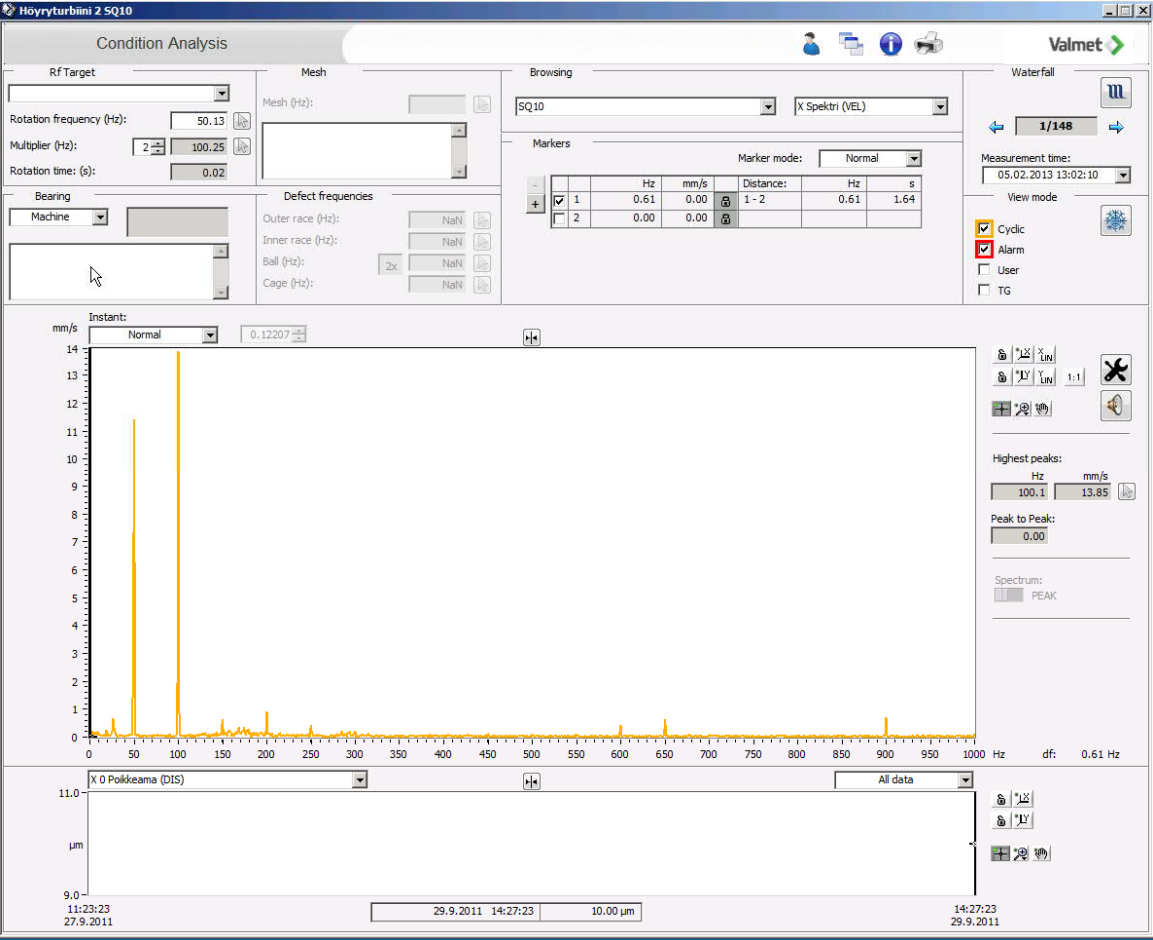 Höyryturbiini 2 SQ10
Condition Analysis
Valmet
Rf Target
Rotation frequency (Hz): 50.13
Multiplier (Hz): 2 100.25
Rotation time: (s): 0.02
Mesh
Mesh (Hz):
Browsing
SQ10 X Spektri (VEL)
Markers
Marker mode: Normal
Hz mm/s Distance: Hz s
- 
+ 1 0.61 0.00 1 - 2 0.61 1.64
2 0.00 0.00
Waterfall
1/148
Measurement time:
05.02.2013 13:02:10
Bearing
Machine
Defect frequencies
Outer race (Hz): NaN
Inner race (Hz): NaN
Ball (Hz): 2x NaN
Cage (Hz): NaN
View mode
Cyclic
Alarm
User
TG
Instant:
mm/s Normal 0.12207
14
13
12
11
10
9
8
7
6
5
4
3
2
1
0
0 50 100 150 200 250 300 350 400 450 500 550 600 650 700 750 800 850 900 950 1000 Hz df: 0.61 Hz
X X LIN
Y Y LIN 1:1
Highest peaks:
Hz mm/s
100.1 13.85
Peak to Peak:
0.00
Spectrum:
PEAK
X 0 Poikkeama (DIS) All data
11.0
µm
9.0
X
Y
11:23:23
27.9.2011
29.9.2011 14:27:23 10.00 µm
14:27:23
29.9.2011